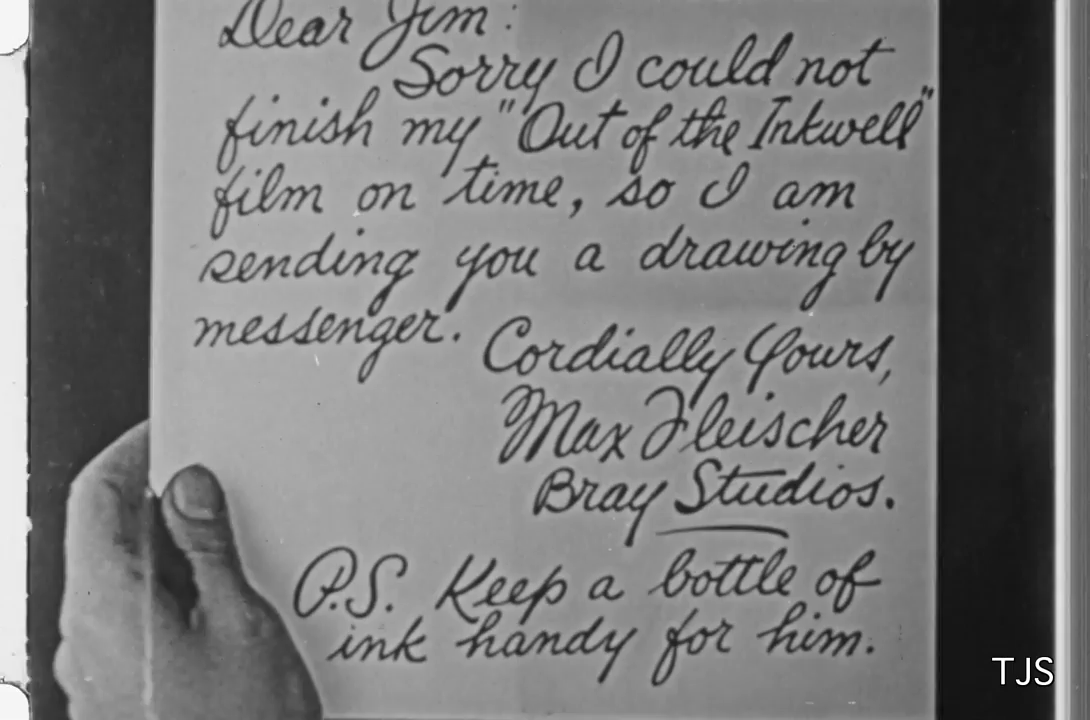 Dear Jim:
Sorry I could not
finish my "Out of the Inkwell"
film on time, so I am
sending you a drawing by
messenger.
Cordially Yours,
Max Fleischer
Bray Studios.
P.S. Keep a bottle of
ink handy for him.
TJS